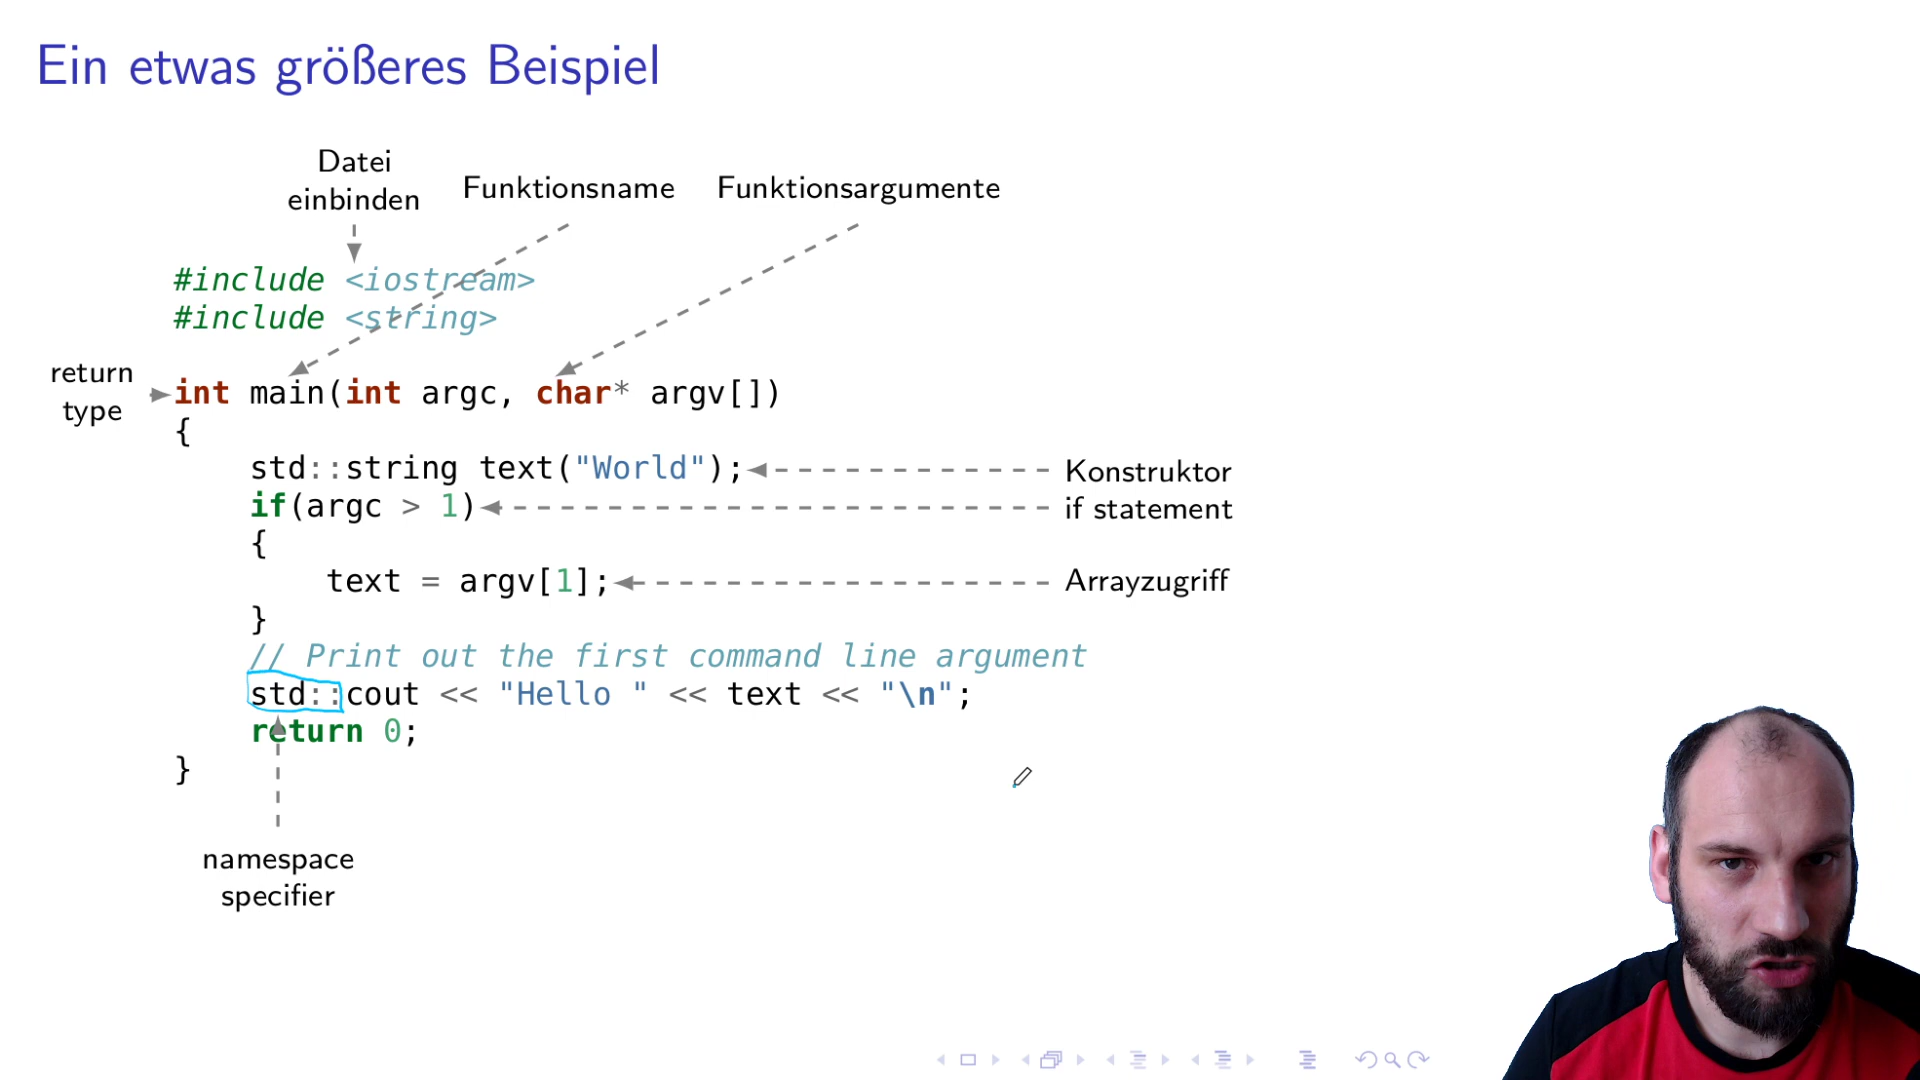 Ein etwas größeres Beispiel
Datei
einbinden
Funktionsname
Funktionsargumente
#include <iostream>
#include <string>
return
type
int main(int argc, char* argv[])
{
std::string text("World");
Konstruktor
if(argc > 1)
if statement
{
text = argv[1];
Arrayzugriff
}
// Print out the first command line argument
std::cout << "Hello " << text << "\n";
return 0;
}
namespace
specifier